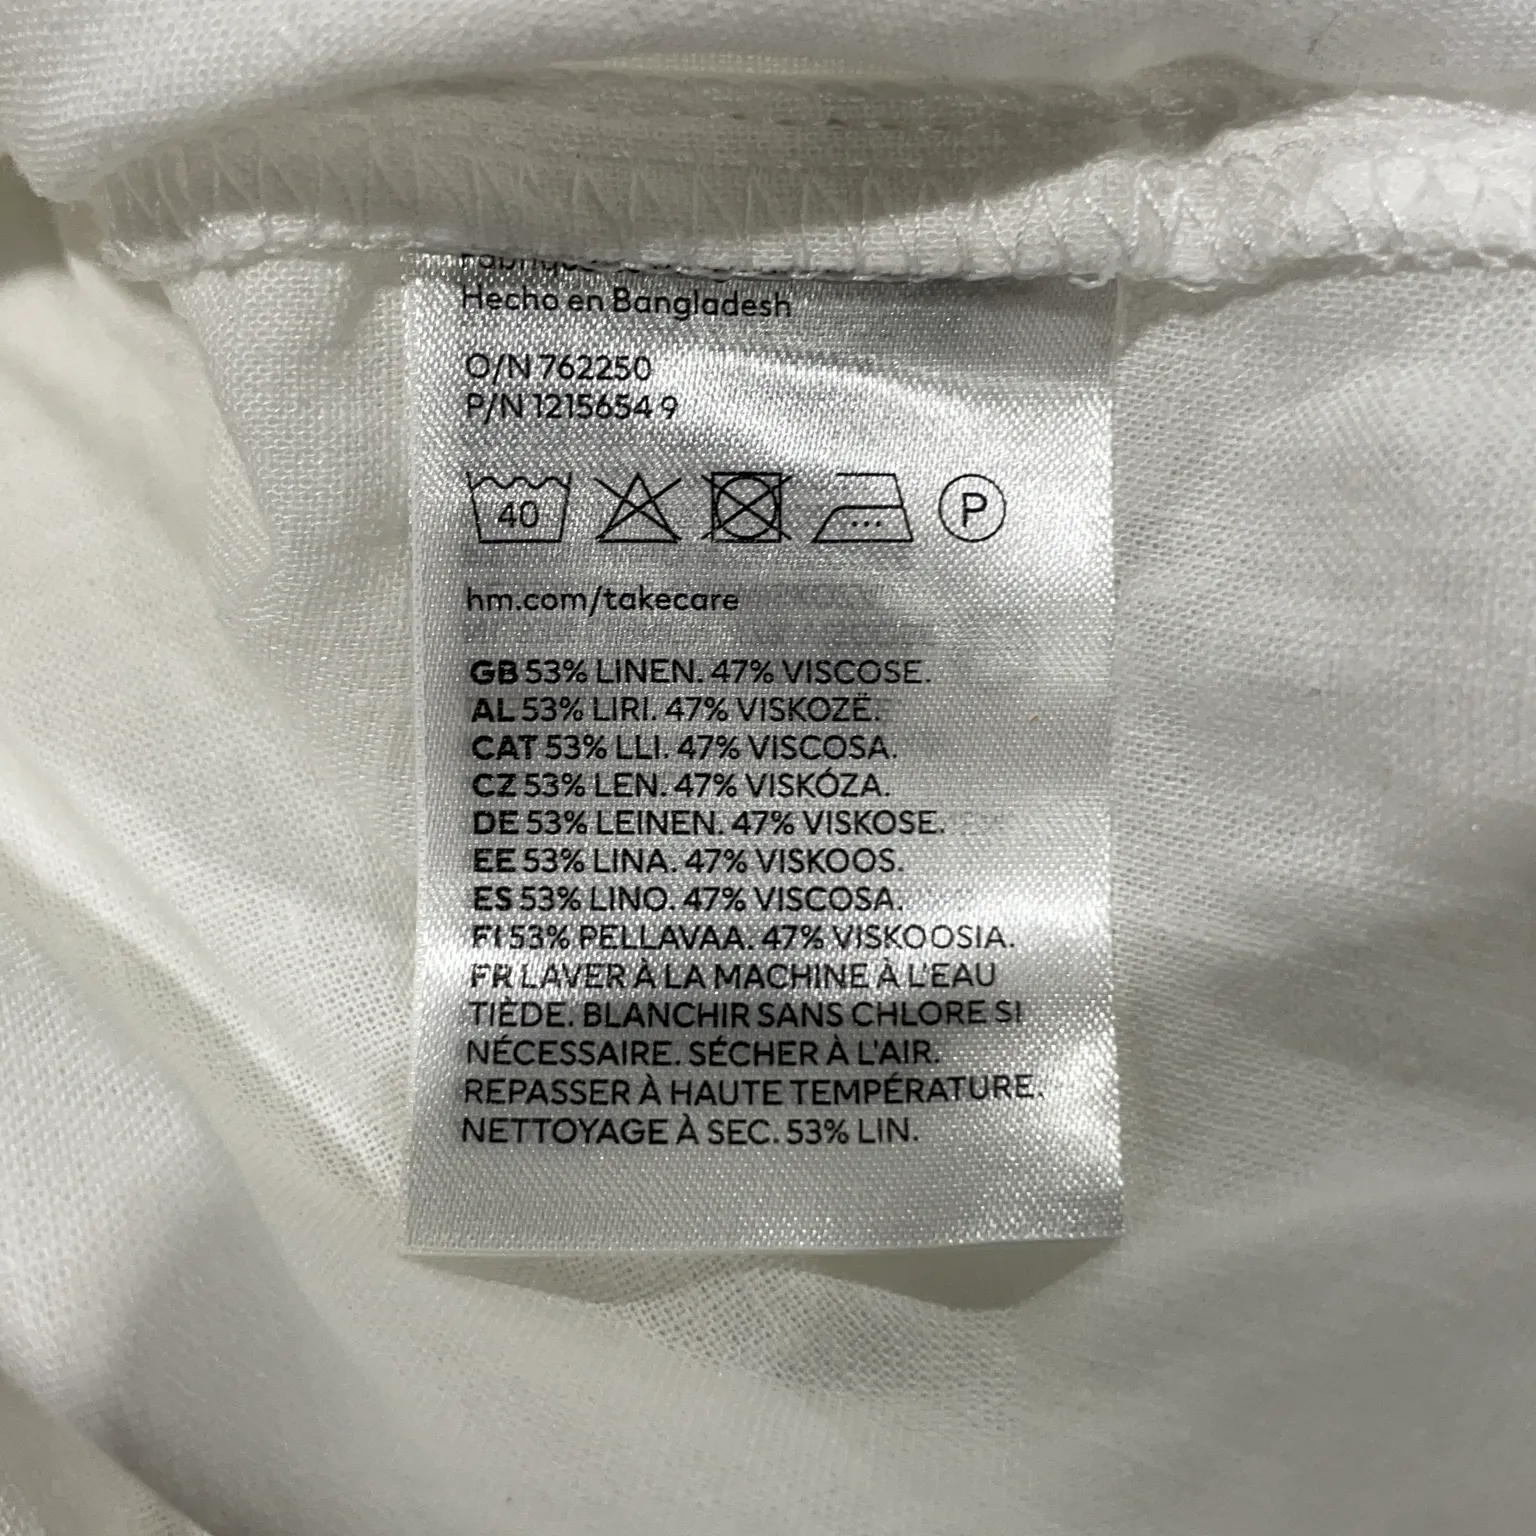 Hecho en Bangladesh
O/N 762250
P/N 1215654 9
40 P
hm.com/takecare
GB 53% LINEN. 47% VISCOSE.
AL 53% LIRI. 47% VISKOZË.
CAT 53% LLI. 47% VISCOSA.
CZ 53% LEN. 47% VISKÓZA.
DE 53% LEINEN. 47% VISKOSE.
EE 53% LINA. 47% VISKOOS.
ES 53% LINO. 47% VISCOSA.
FI 53% PELLAVAA. 47% VISKOOSIA.
FR LAVER À LA MACHINE À L'EAU
TIÈDE. BLANCHIR SANS CHLORE SI
NÉCESSAIRE. SÉCHER À L'AIR.
REPASSER À HAUTE TEMPÉRATURE.
NETTOYAGE À SEC. 53% LIN.